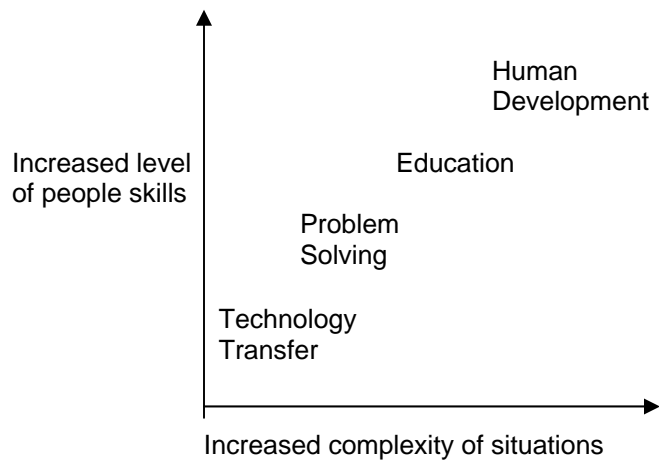 Human
Development
Increased level
of people skills
Education
Problem
Solving
Technology
Transfer
Increased complexity of situations